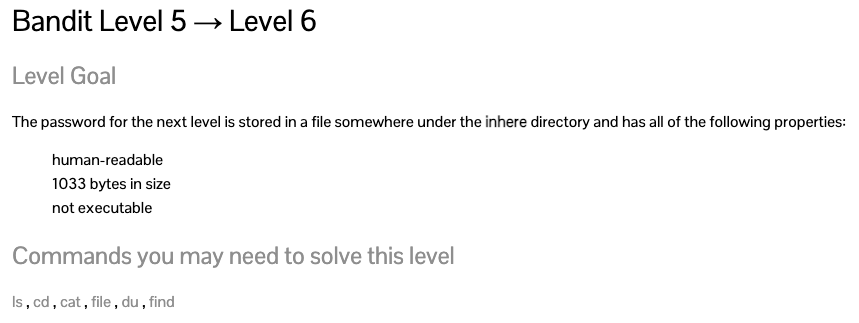 Bandit Level 5 → Level 6
Level Goal
The password for the next level is stored in a file somewhere under the inhere directory and has all of the following properties:
human-readable
1033 bytes in size
not executable
Commands you may need to solve this level
ls , cd , cat , file , du , find